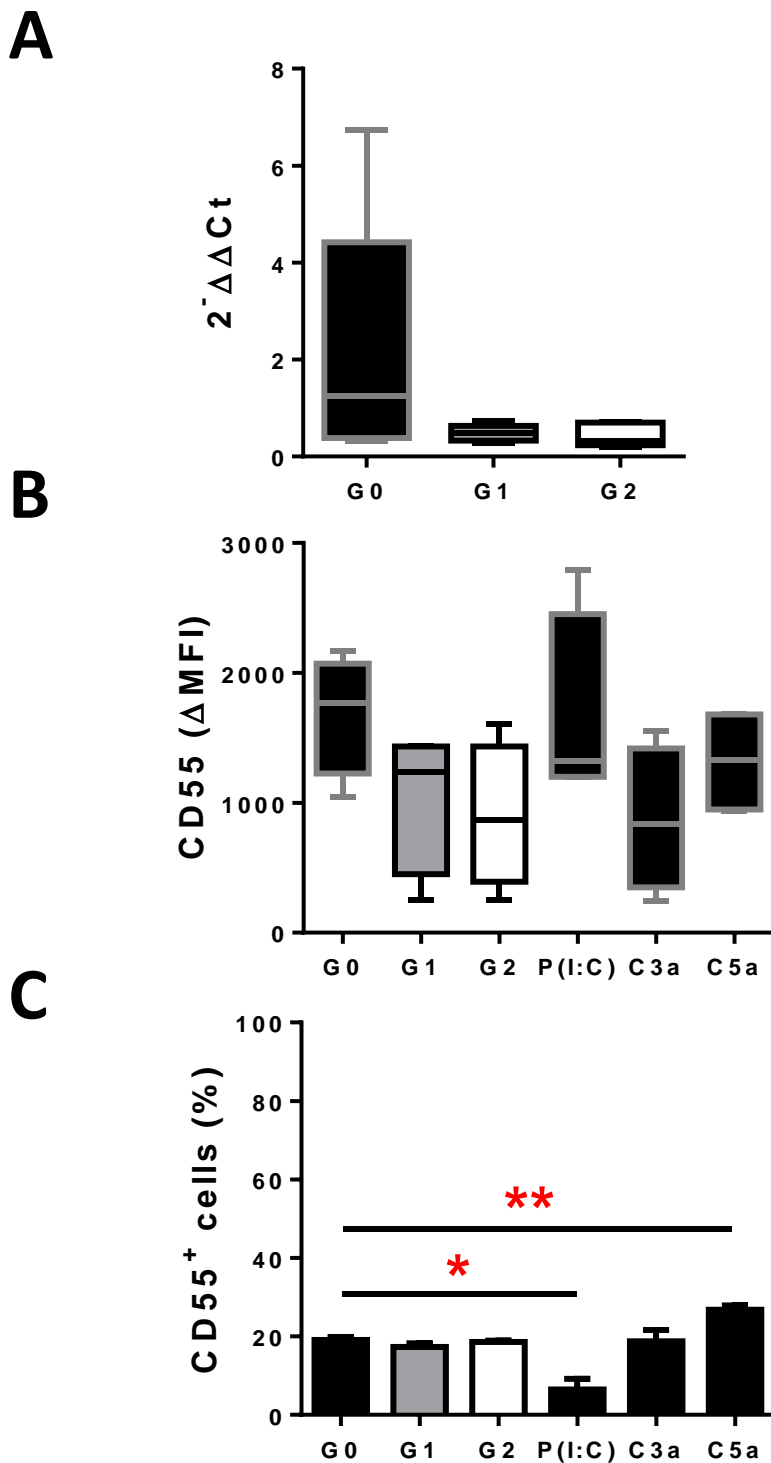 A
8
6
4
2
0
2⁻ΔΔCt
G0 G1 G2
B
3000
2000
1000
0
CD55 (ΔMFI)
G0 G1 G2 P(I:C) C3a C5a
C
100
80
60
40
20
0
CD55⁺ cells (%)
**
*
G0 G1 G2 P(I:C) C3a C5a